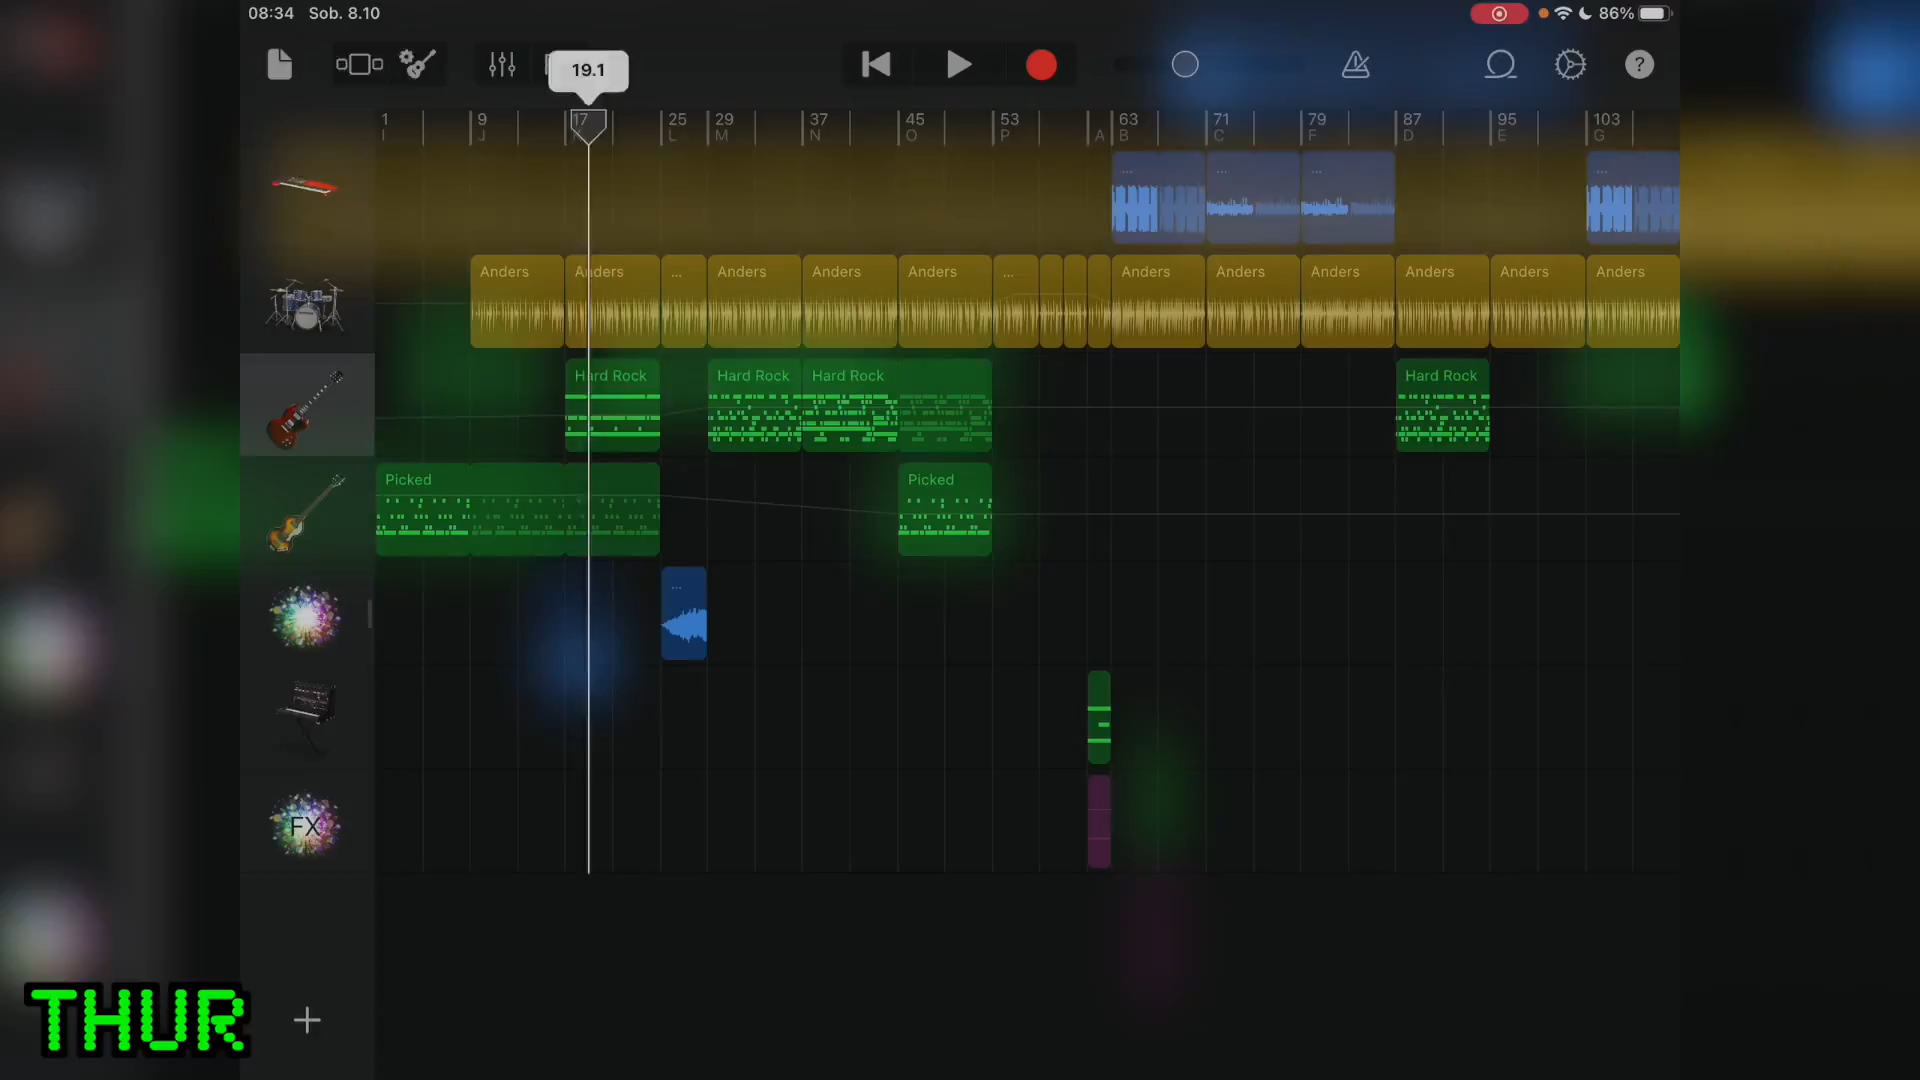 08:34 Sob. 8.10 86%
19.1
1 9 17 25 29 37 45 53 63 71 79 87 95 103
I J L M N O P A B C F D E G
... ... ... ...
Anders Anders ... Anders Anders Anders ... Anders Anders Anders Anders Anders Anders
Hard Rock Hard Rock Hard Rock Hard Rock
Picked Picked
...
FX
THUR
?